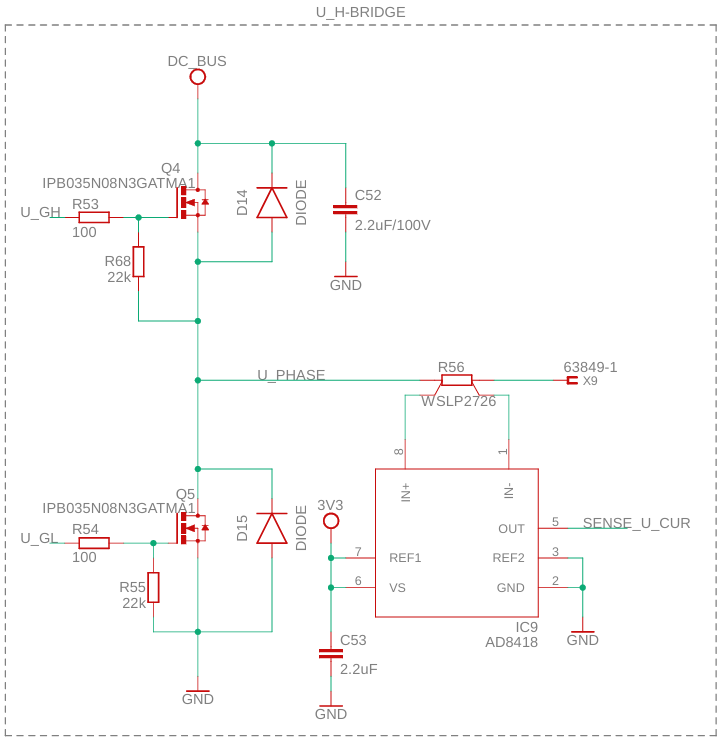 U_H-BRIDGE
DC_BUS
Q4
IPB035N08N3GATMA1
U_GH
R53
100
R68
22k
D14
DIODE
C52
2.2uF/100V
GND
U_PHASE
R56
WSLP2726
63849-1
X9
8
1
IN+
IN-
Q5
IPB035N08N3GATMA1
U_GL
R54
100
R55
22k
D15
DIODE
3V3
OUT
5
SENSE_U_CUR
7
REF1
REF2
3
6
VS
GND
2
IC9
AD8418
C53
2.2uF
GND
GND
GND